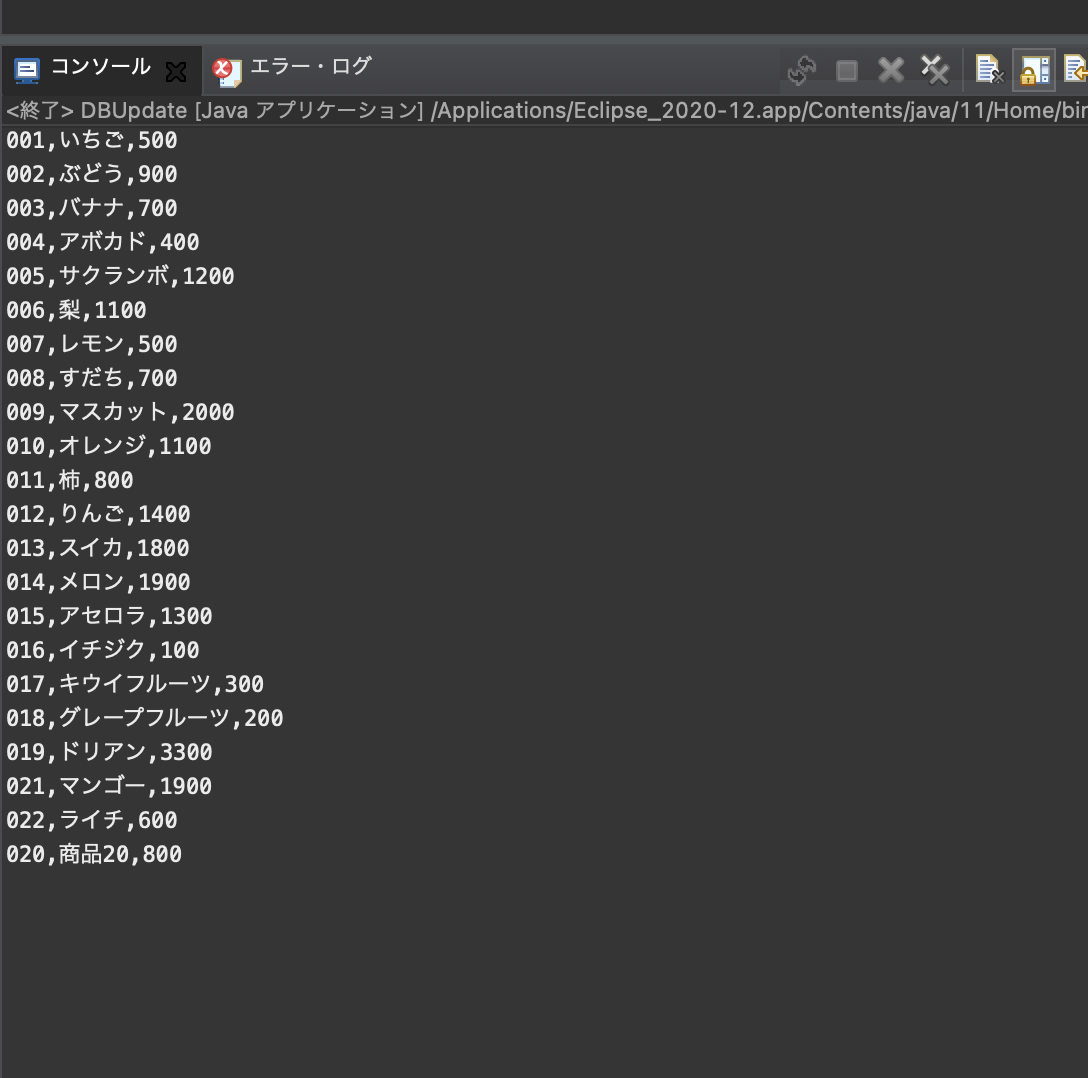 コンソール エラー・ログ
<終了> DBUpdate [Java アプリケーション] /Applications/Eclipse_2020-12.app/Contents/java/11/Home/bin
001,いちご,500
002,ぶどう,900
003,バナナ,700
004,アボカド,400
005,サクランボ,1200
006,梨,1100
007,レモン,500
008,すだち,700
009,マスカット,2000
010,オレンジ,1100
011,柿,800
012,りんご,1400
013,スイカ,1800
014,メロン,1900
015,アセロラ,1300
016,イチジク,100
017,キウイフルーツ,300
018,グレープフルーツ,200
019,ドリアン,3300
021,マンゴー,1900
022,ライチ,600
020,商品20,800